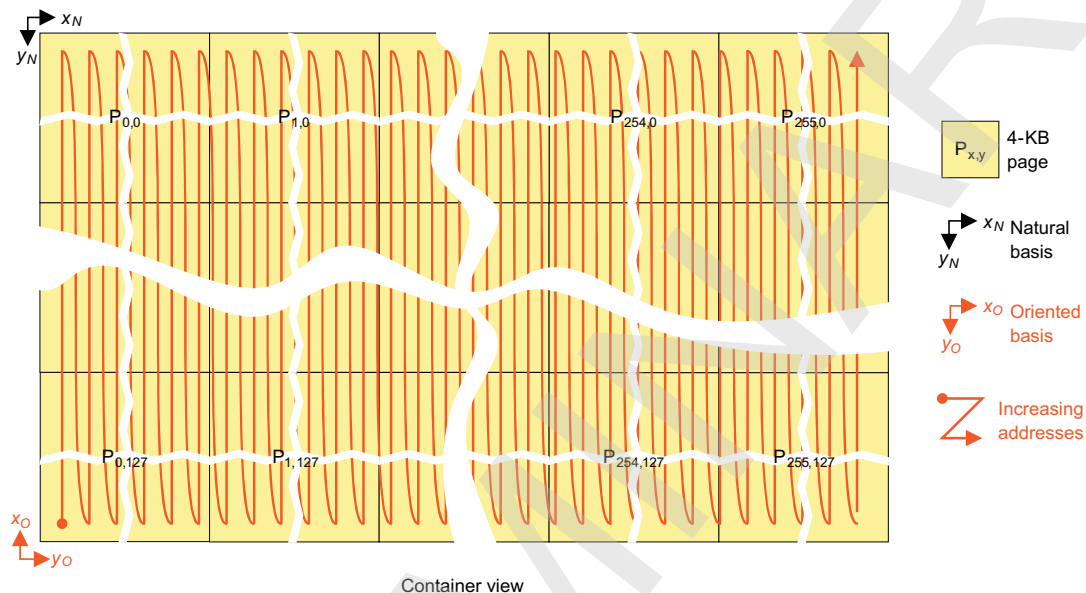 x_N
y_N
P_0,0 P_1,0 P_254,0 P_255,0
P_0,127 P_1,127 P_254,127 P_255,127
x_O
y_O
Container view
P_x,y 4-KB
page
x_N Natural
y_N basis
x_O Oriented
y_O basis
Increasing
addresses